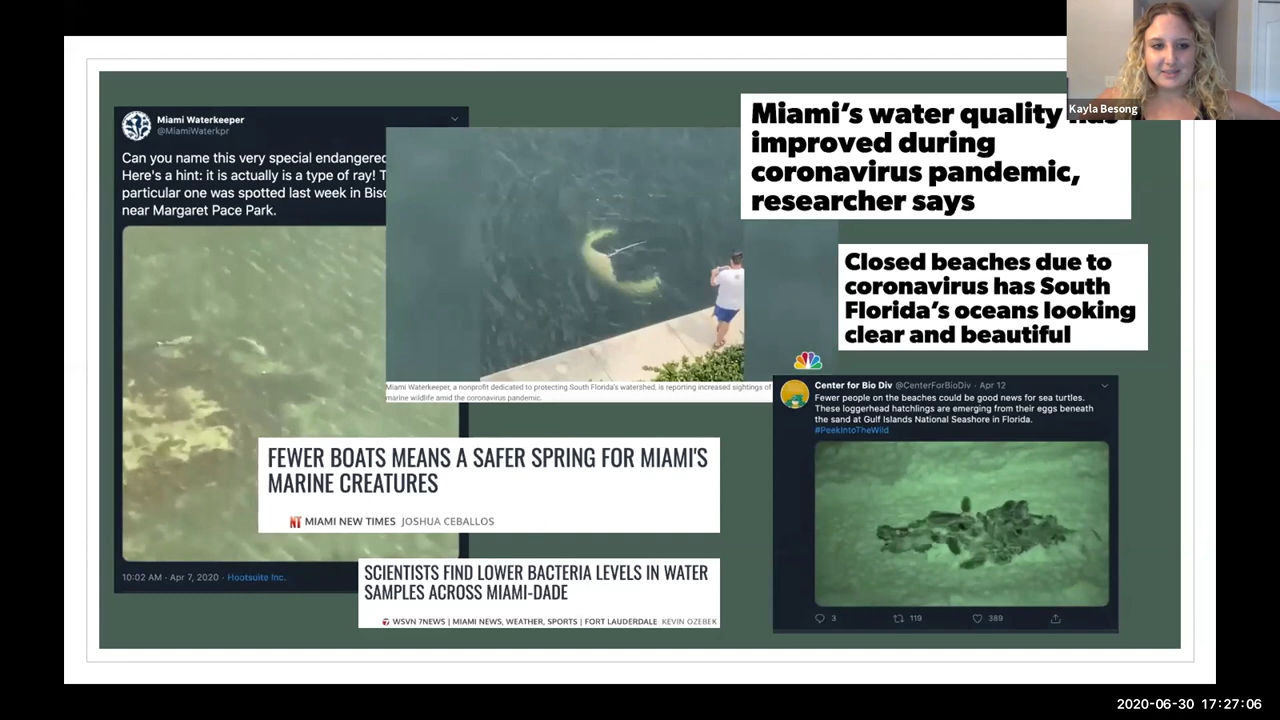 Miami Waterkeeper
@MiamiWaterkpr
Can you name this very special endangered
Here's a hint: it is actually is a type of ray! T
particular one was spotted last week in Bisc
near Margaret Pace Park.
10:02 AM · Apr 7, 2020 · Hootsuite Inc.
Miami Waterkeeper, a nonprofit dedicated to protecting South Florida's watershed, is reporting increased sightings of
marine wildlife amid the coronavirus pandemic.
FEWER BOATS MEANS A SAFER SPRING FOR MIAMI'S
MARINE CREATURES
NT MIAMI NEW TIMES JOSHUA CEBALLOS
SCIENTISTS FIND LOWER BACTERIA LEVELS IN WATER
SAMPLES ACROSS MIAMI-DADE
WSVN 7NEWS | MIAMI NEWS, WEATHER, SPORTS | FORT LAUDERDALE KEVIN OZEBEK
Miami's water quality has
improved during
coronavirus pandemic,
researcher says
Kayla Besong
Closed beaches due to
coronavirus has South
Florida's oceans looking
clear and beautiful
Center for Bio Div @CenterForBioDiv · Apr 12
Fewer people on the beaches could be good news for sea turtles.
These loggerhead hatchlings are emerging from their eggs beneath
the sand at Gulf Islands National Seashore in Florida.
#PeekIntoTheWild
3 119 389
2020-06-30 17:27:06